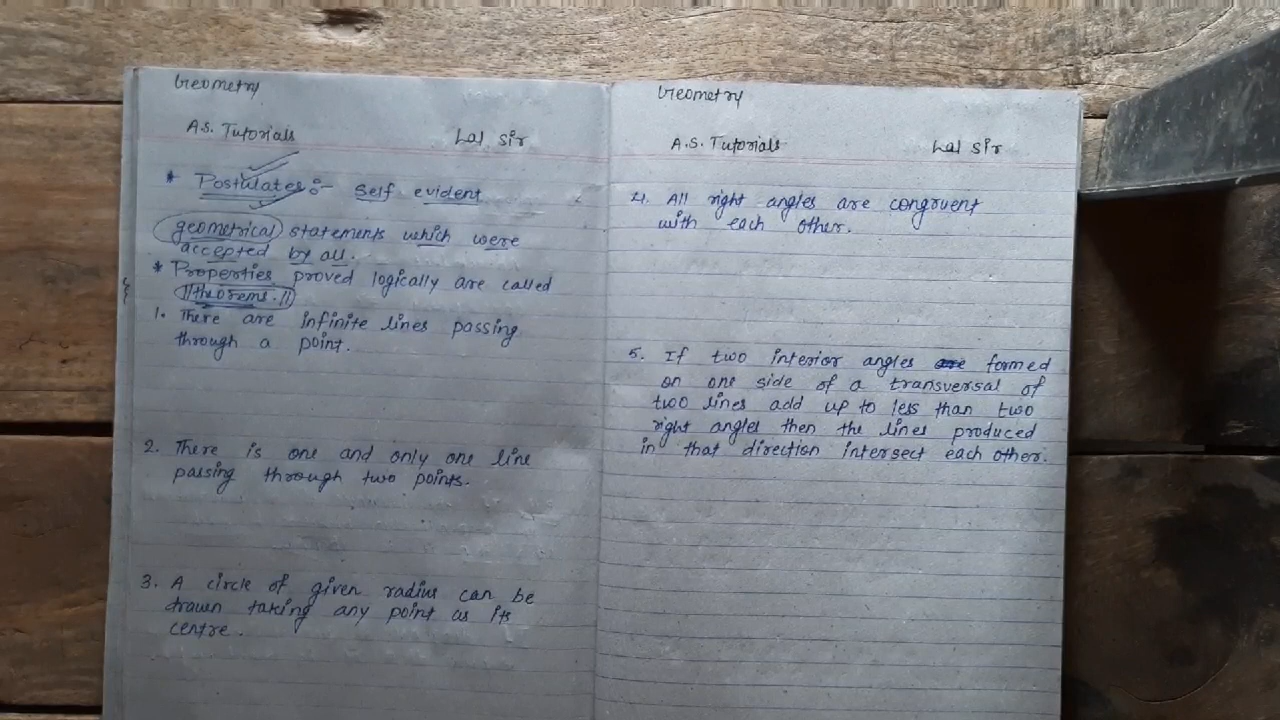 Geometry
A.S. Tutorials Lal sir
* Postulates :- Self evident
geometrical statements which were
accepted by all.
* Properties proved logically are called
"theorems."
1. There are infinite lines passing
through a point.
2. There is one and only one line
passing through two points.
3. A circle of given radius can be
drawn taking any point as its
centre.
Geometry
A.S. Tutorials Lal sir
4. All right angles are congruent
with each other.
5. If two interior angles are formed
on one side of a transversal of
two lines add up to less than two
right angles then the lines produced
in that direction intersect each other.